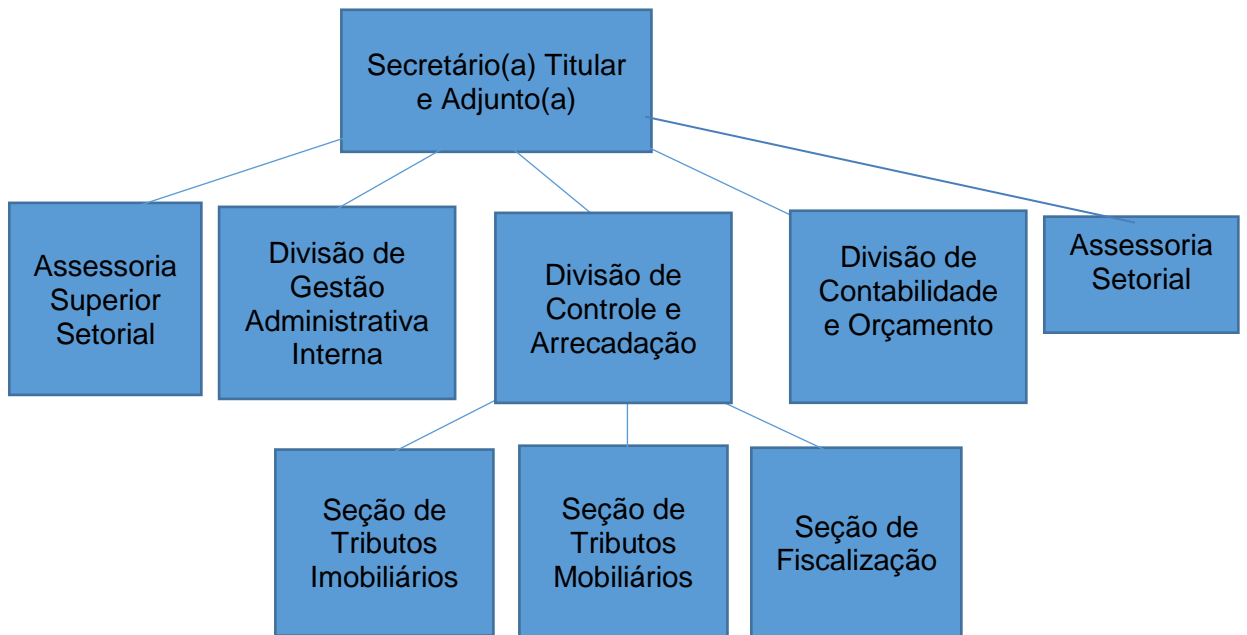 Secretário(a) Titular
e Adjunto(a)
Assessoria
Superior
Setorial
Divisão de
Gestão
Administrativa
Interna
Divisão de
Controle e
Arrecadação
Divisão de
Contabilidade
e Orçamento
Assessoria
Setorial
Seção de
Tributos
Imobiliários
Seção de
Tributos
Mobiliários
Seção de
Fiscalização